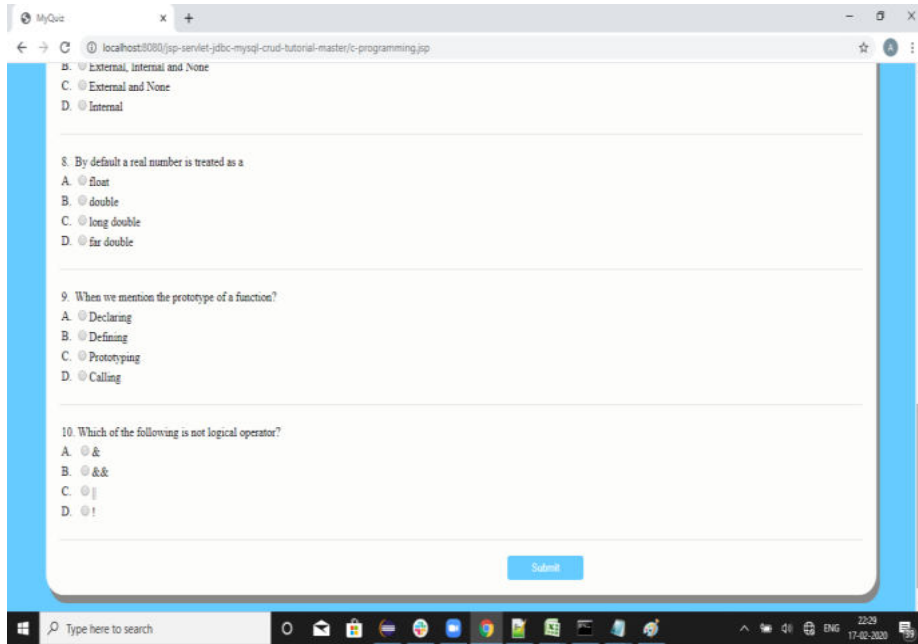 MyQuiz
localhost:8080/jsp-servlet-jdbc-mysql-crud-tutorial-master/c-programming.jsp
A
B. External, Internal and None
C. External and None
D. Internal
8. By default a real number is treated as a
A. float
B. double
C. long double
D. far double
9. When we mention the prototype of a function?
A. Declaring
B. Defining
C. Prototyping
D. Calling
10. Which of the following is not logical operator?
A. &
B. &&
C. ||
D. !
Submit
Type here to search
ENG
22:29
17-02-2020